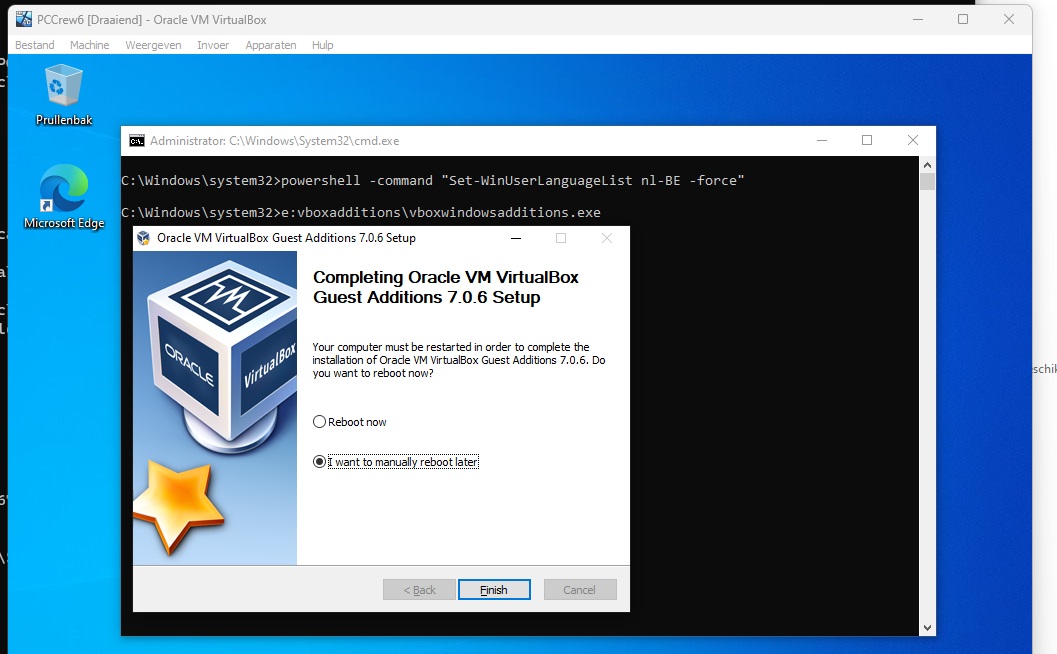 PCCrew6 [Draaiend] - Oracle VM VirtualBox
Bestand Machine Weergeven Invoer Apparaten Hulp
Prullenbak
Microsoft Edge
Administrator: C:\Windows\System32\cmd.exe
C:\Windows\system32>powershell -command "Set-WinUserLanguageList nl-BE -force"
C:\Windows\system32>e:vboxadditions\vboxwindowsadditions.exe
Oracle VM VirtualBox Guest Additions 7.0.6 Setup
ORACLE
VirtualBox
Completing Oracle VM VirtualBox
Guest Additions 7.0.6 Setup
Your computer must be restarted in order to complete the
installation of Oracle VM VirtualBox Guest Additions 7.0.6. Do
you want to reboot now?
Reboot now
I want to manually reboot later
< Back Finish Cancel